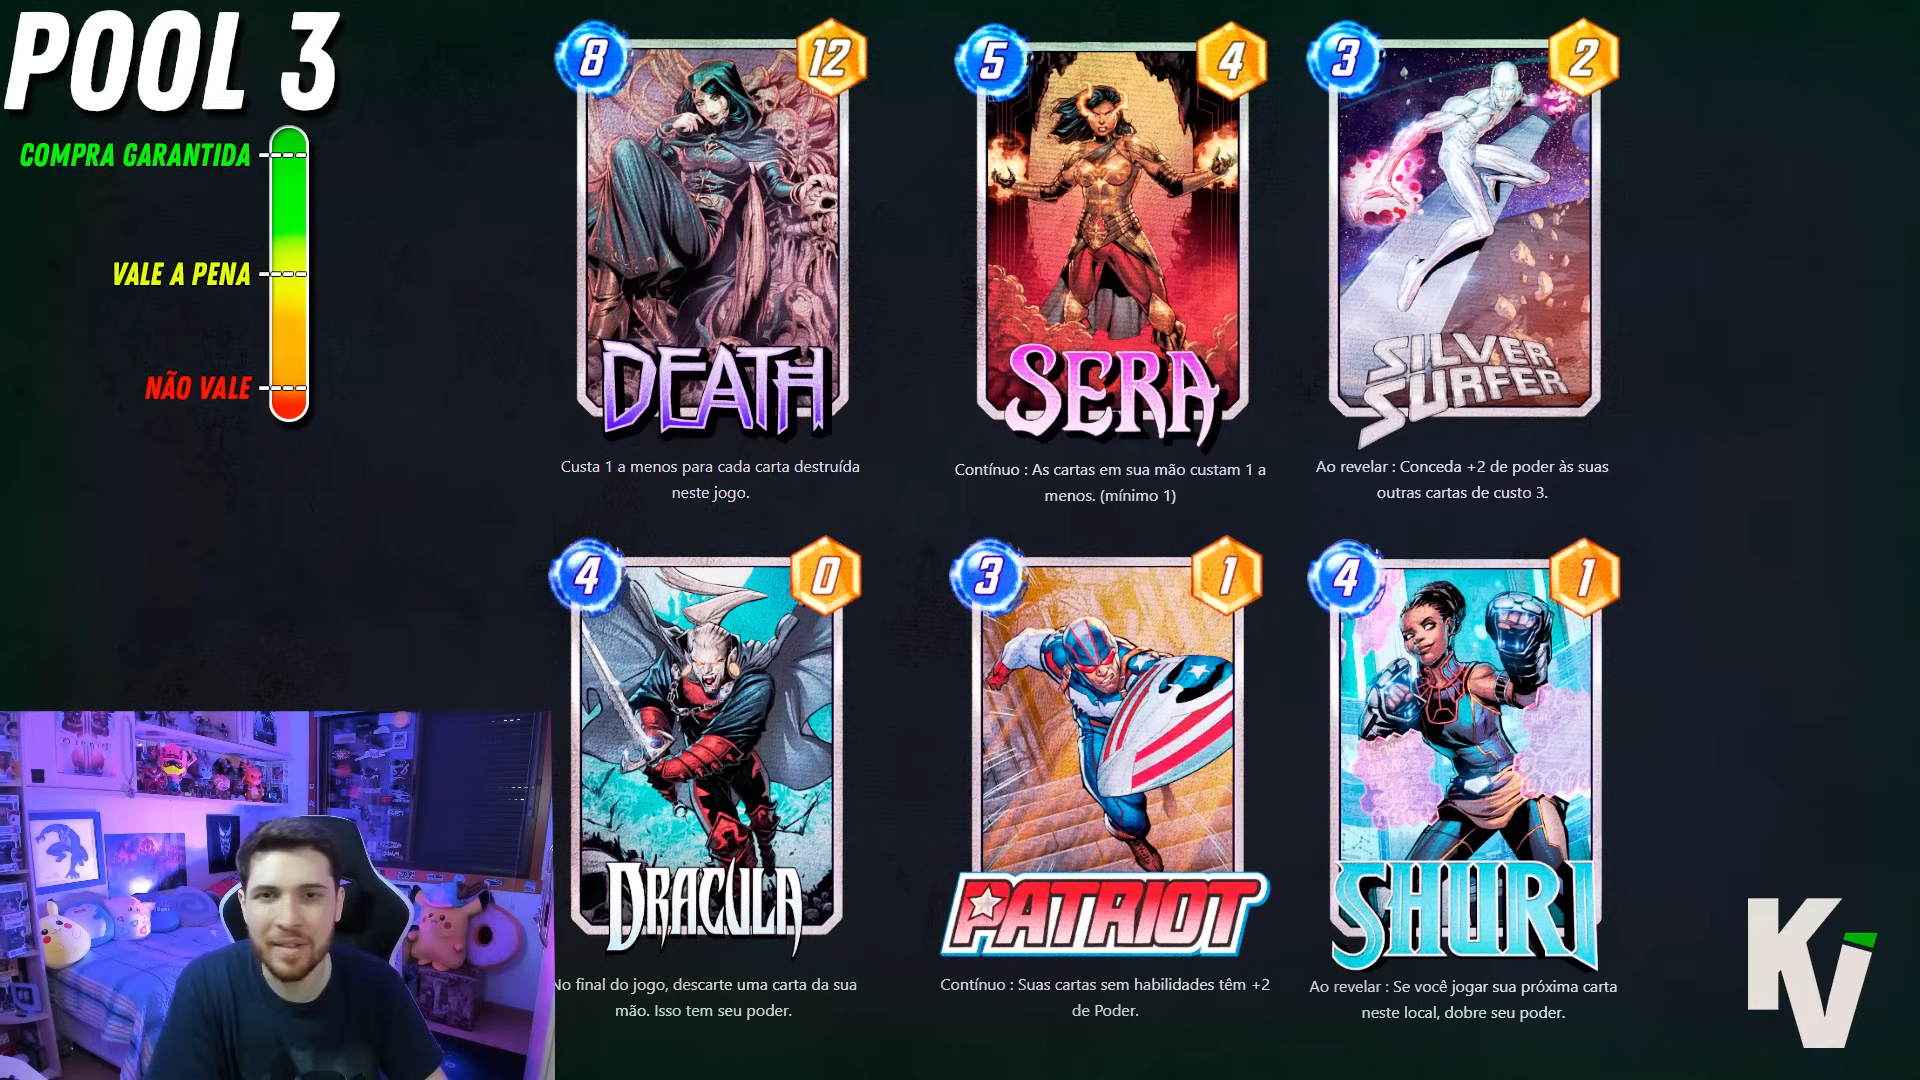 POOL 3
COMPRA GARANTIDA
VALE A PENA
NÃO VALE
8
12
DEATH
Custa 1 a menos para cada carta destruída
neste jogo.
5
4
SERA
Contínuo : As cartas em sua mão custam 1 a
menos. (mínimo 1)
3
2
SILVER
SURFER
Ao revelar : Conceda +2 de poder às suas
outras cartas de custo 3.
4
0
DRACULA
No final do jogo, descarte uma carta da sua
mão. Isso tem seu poder.
3
1
PATRIOT
Contínuo : Suas cartas sem habilidades têm +2
de Poder.
4
1
SHURI
Ao revelar : Se você jogar sua próxima carta
neste local, dobre seu poder.
KV